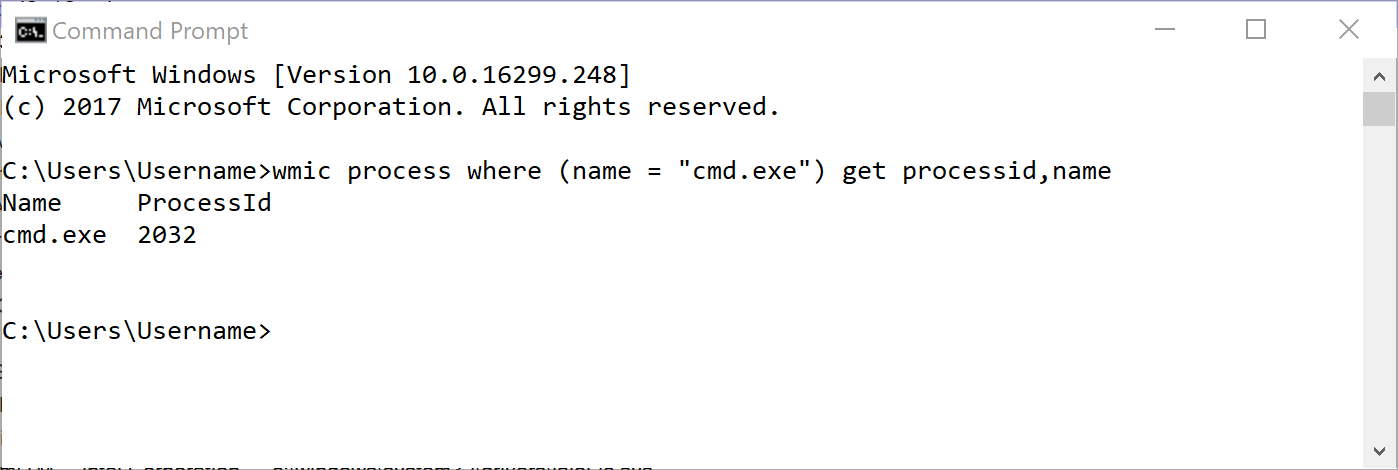 Command Prompt
Microsoft Windows [Version 10.0.16299.248]
(c) 2017 Microsoft Corporation. All rights reserved.
C:\Users\Username>wmic process where (name = "cmd.exe") get processid,name
Name     ProcessId
cmd.exe  2032
C:\Users\Username>